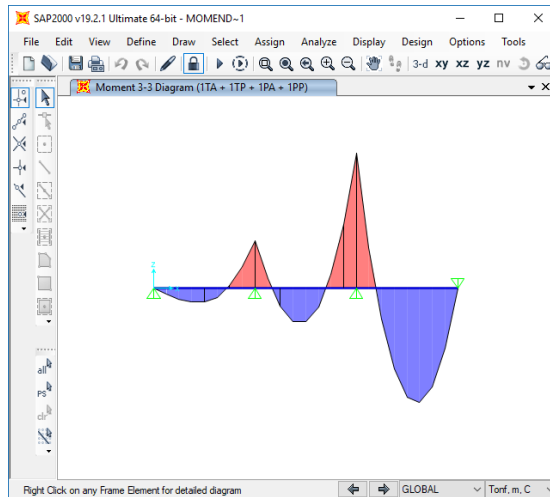 SAP2000 v19.2.1 Ultimate 64-bit - MOMEND~1
File Edit View Define Draw Select Assign Analyze Display Design Options Tools
3-d xy xz yz nv
Moment 3-3 Diagram (1TA + 1TP + 1PA + 1PP)
all
PS
clr
Right Click on any Frame Element for detailed diagram GLOBAL Tonf, m, C